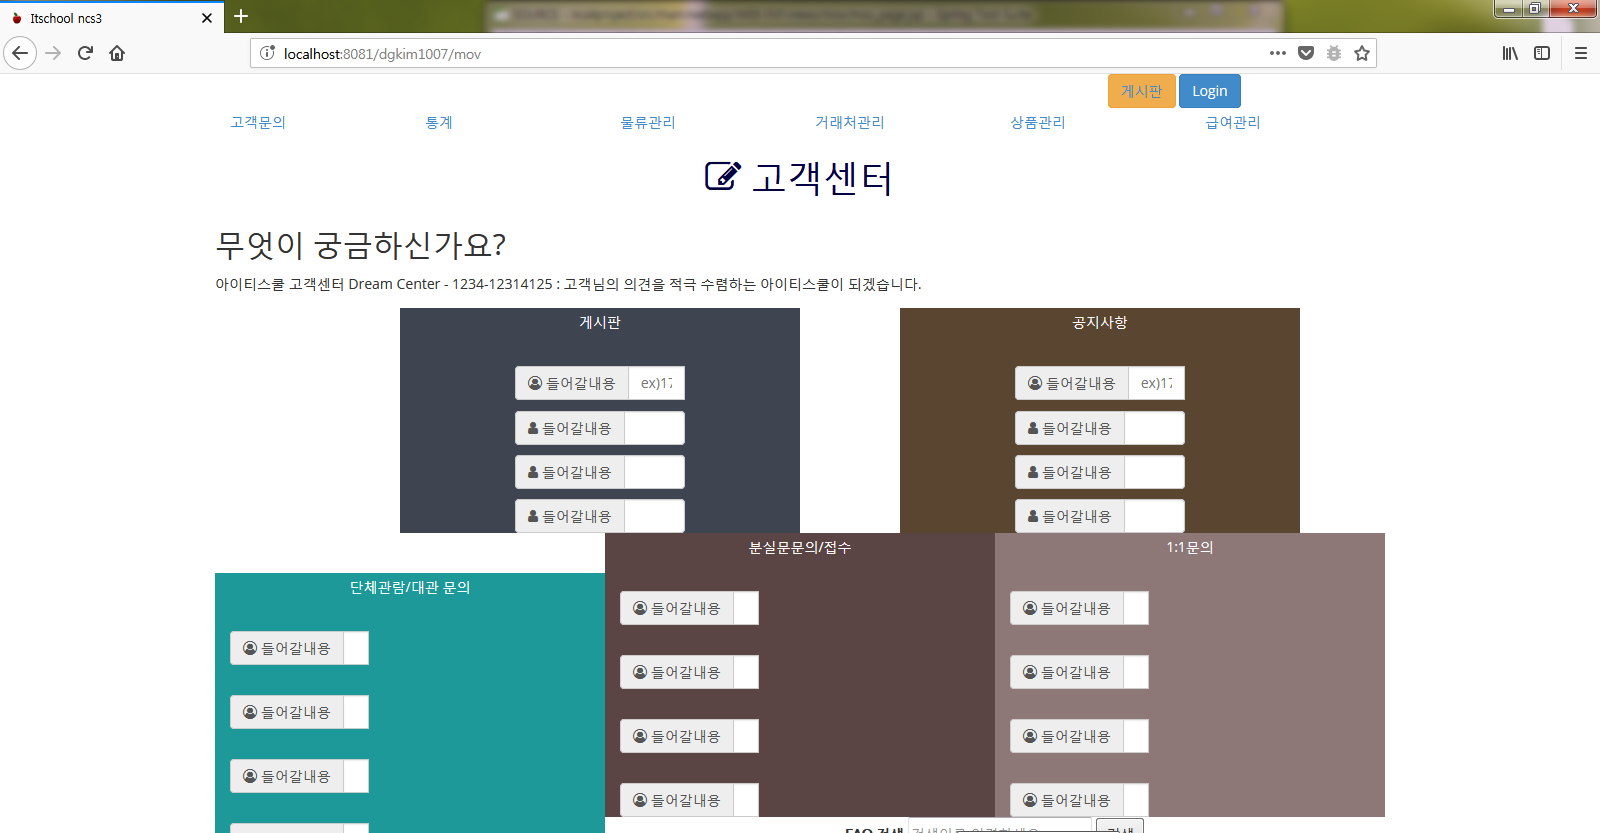 Itschool ncs3
localhost:8081/dgkim1007/mov
게시판 Login
고객문의 통계 물류관리 거래처관리 상품관리 급여관리
고객센터
무엇이 궁금하신가요?
아이티스쿨 고객센터 Dream Center - 1234-12314125 : 고객님의 의견을 적극 수렴하는 아이티스쿨이 되겠습니다.
게시판
들어갈내용 ex)17
들어갈내용
들어갈내용
들어갈내용
공지사항
들어갈내용 ex)17
들어갈내용
들어갈내용
들어갈내용
단체관람/대관 문의
들어갈내용
들어갈내용
들어갈내용
분실문문의/접수
들어갈내용
들어갈내용
들어갈내용
들어갈내용
1:1문의
들어갈내용
들어갈내용
들어갈내용
들어갈내용
FAQ 검색 검색